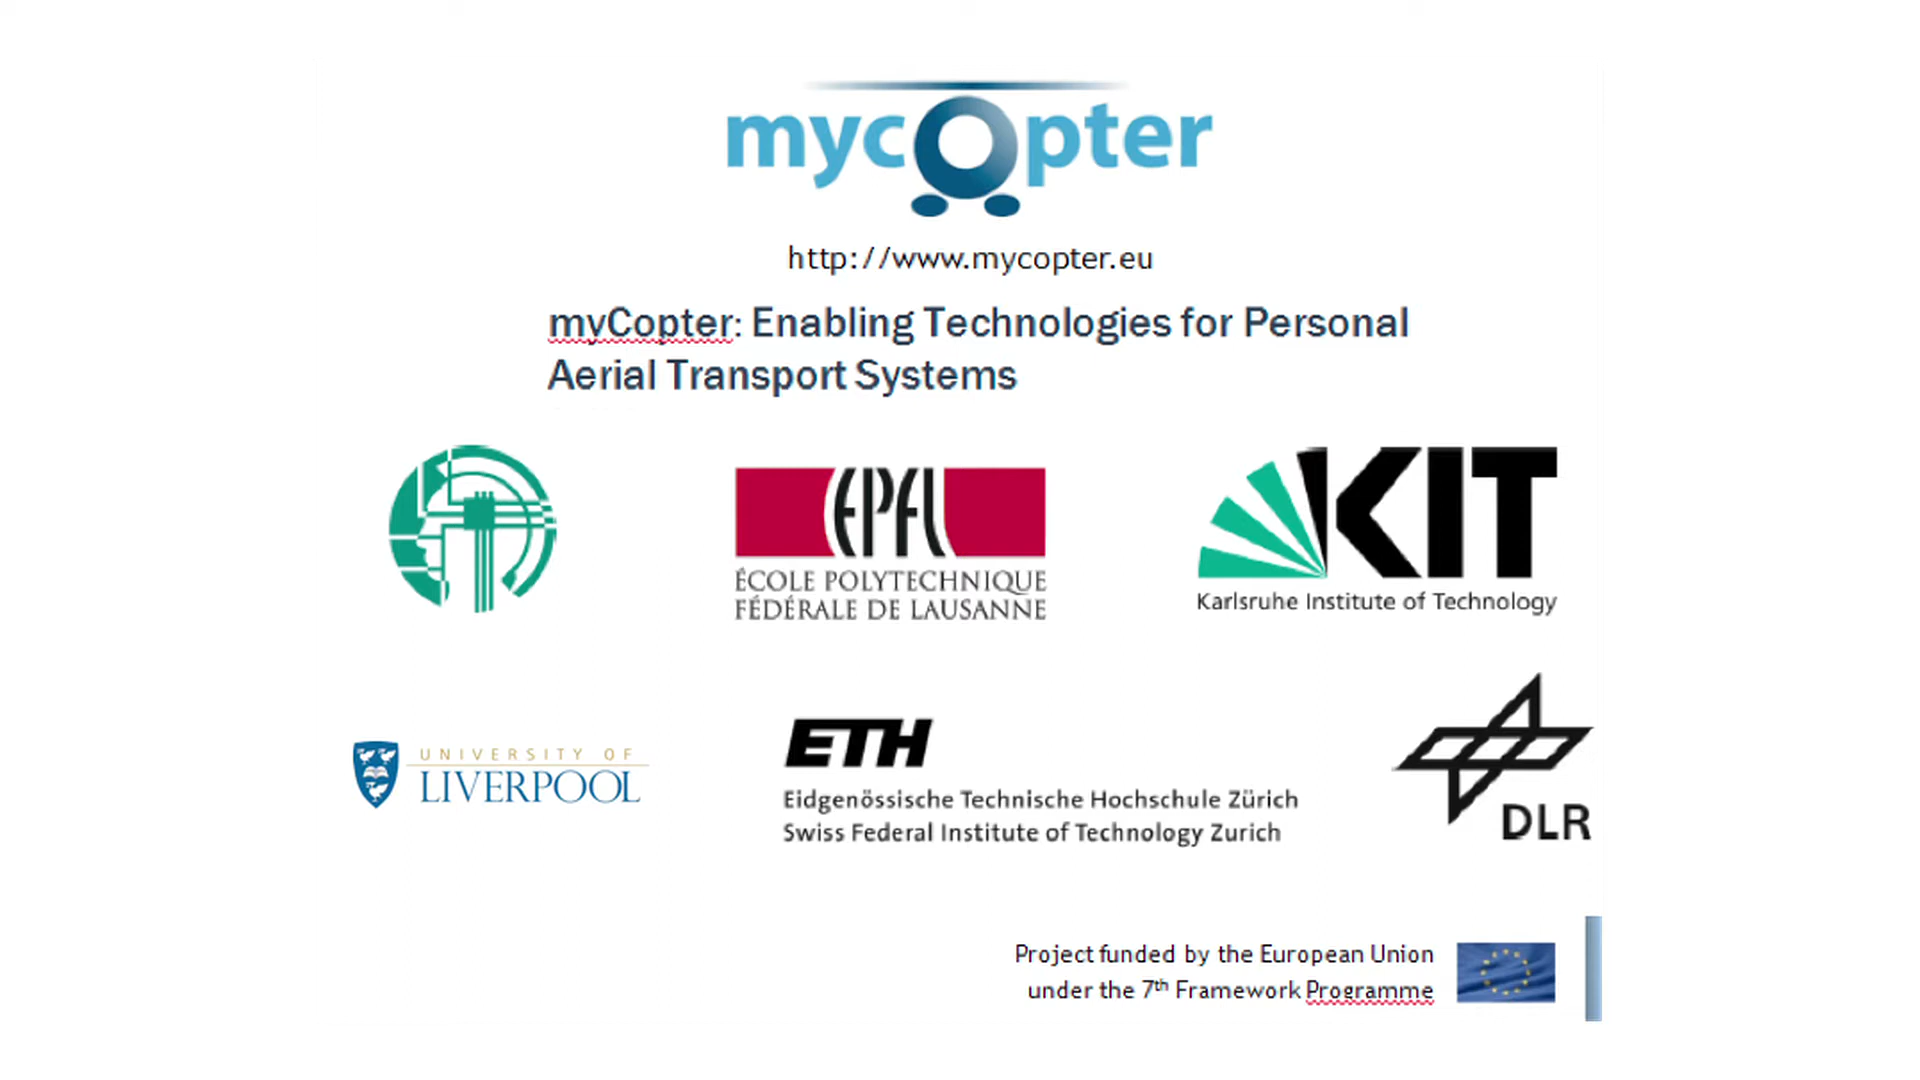 mycopter
http://www.mycopter.eu
myCopter: Enabling Technologies for Personal
Aerial Transport Systems
EPFL
ÉCOLE POLYTECHNIQUE
FÉDÉRALE DE LAUSANNE
KIT
Karlsruhe Institute of Technology
UNIVERSITY OF
LIVERPOOL
ETH
Eidgenössische Technische Hochschule Zürich
Swiss Federal Institute of Technology Zurich
DLR
Project funded by the European Union
under the 7th Framework Programme